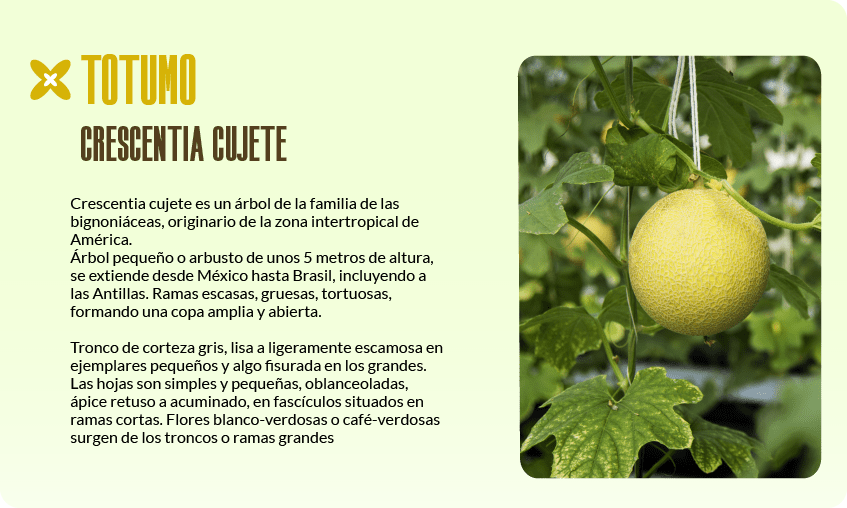 TOTUMO
CRESCENTIA CUJETE
Crescentia cujete es un árbol de la familia de las
bignoniáceas, originario de la zona intertropical de
América.
Árbol pequeño o arbusto de unos 5 metros de altura,
se extiende desde México hasta Brasil, incluyendo a
las Antillas. Ramas escasas, gruesas, tortuosas,
formando una copa amplia y abierta.
Tronco de corteza gris, lisa a ligeramente escamosa en
ejemplares pequeños y algo fisurada en los grandes.
Las hojas son simples y pequeñas, oblanceoladas,
ápice retuso a acuminado, en fascículos situados en
ramas cortas. Flores blanco-verdosas o café-verdosas
surgen de los troncos o ramas grandes